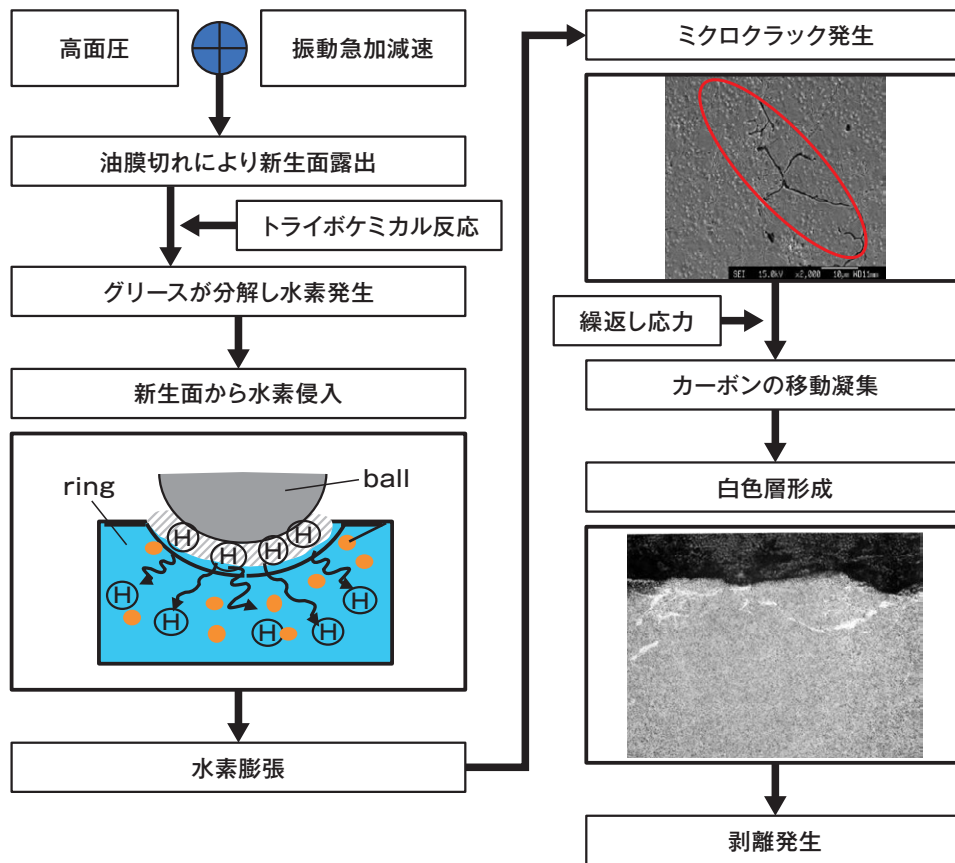 高面圧
振動急加減速
油膜切れにより新生面露出
トライボケミカル反応
グリースが分解し水素発生
新生面から水素侵入
ring
ball
H
H
H
H
H
H
H
H
H
水素膨張
ミクロクラック発生
SEI 15.0kV ×2,000 10μm WD11mm
繰返し応力
カーボンの移動凝集
白色層形成
剥離発生